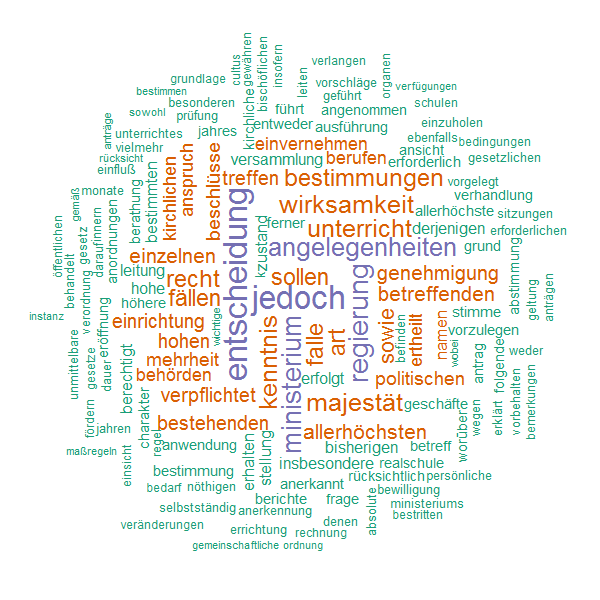 cultus
gewähren
bischöflichen
insofern
verlangen
organen
grundlage
leiten
vorschläge
verfügungen
bestimmen
besonderen
kirchliche
führt
geführt
schulen
sowohl
prüfung
angenommen
anträge
unterrichtes
jahres
entweder
ausführung
einzuholen
vielmehr
einvernehmen
ansicht
ebenfalls
bedingungen
rücksicht
einfluß
kirchlichen
anspruch
beschlüsse
versammlung
berufen
erforderlich
gesetzlichen
bestimmten
treffen
bestimmungen
vorgelegt
monate
berathung
entscheidung
wirksamkeit
verhandlung
gemäß
innern
anordnungen
ferner
unterricht
allerhöchste
sitzungen
öffentlichen
gesetz
darauf
kzustand
derjenigen
erforderlichen
behandelt
verordnung
einzelnen
angelegenheiten
grund
abstimmung
leitung
recht
sollen
genehmigung
geltung
anträgen
hohe
fällen
jedoch
regierung
betreffenden
höhere
instanz
eröffnung
einrichtung
wichtige
kenntnis
ministerium
falle
art
sowie
ertheilt
befinden
namen
stimme
vorzulegen
unmittelbare
gesetze
dauer
hohen
mehrheit
wobei
antrag
folgende
weder
berechtigt
behörden
erfolgt
politischen
verpflichtet
majestät
geschäfte
fördern
jahren
charakter
bestehenden
allerhöchsten
worüber
wegen
erklärt
vorbehalten
bemerkungen
maßregeln
regel
anwendung
erhalten
stellung
bisherigen
betreff
einsicht
bestimmung
insbesondere
realschule
bedarf
nöthigen
anerkannt
rücksichtlich
persönliche
berichte
frage
absolute
bewilligung
selbstständig
anerkennung
ministeriums
veränderungen
denen
bestritten
errichtung
rechnung
gemeinschaftliche
ordnung